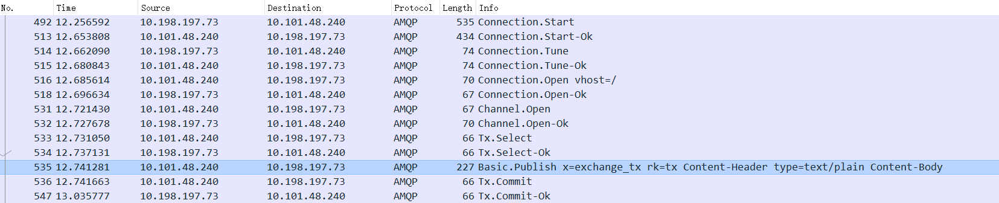 No. Time Source Destination Protocol Length Info
492 12.256592 10.198.197.73 10.101.48.240 AMQP 535 Connection.Start
513 12.653808 10.101.48.240 10.198.197.73 AMQP 434 Connection.Start-Ok
514 12.662090 10.198.197.73 10.101.48.240 AMQP 74 Connection.Tune
515 12.680843 10.101.48.240 10.198.197.73 AMQP 74 Connection.Tune-Ok
516 12.685614 10.101.48.240 10.198.197.73 AMQP 70 Connection.Open vhost=/
518 12.696634 10.198.197.73 10.101.48.240 AMQP 67 Connection.Open-Ok
531 12.721430 10.101.48.240 10.198.197.73 AMQP 67 Channel.Open
532 12.727678 10.198.197.73 10.101.48.240 AMQP 70 Channel.Open-Ok
533 12.731050 10.101.48.240 10.198.197.73 AMQP 66 Tx.Select
534 12.737131 10.198.197.73 10.101.48.240 AMQP 66 Tx.Select-Ok
535 12.741281 10.101.48.240 10.198.197.73 AMQP 227 Basic.Publish x=exchange_tx rk=tx Content-Header type=text/plain Content-Body
536 12.741663 10.101.48.240 10.198.197.73 AMQP 66 Tx.Commit
547 13.035777 10.198.197.73 10.101.48.240 AMQP 66 Tx.Commit-Ok